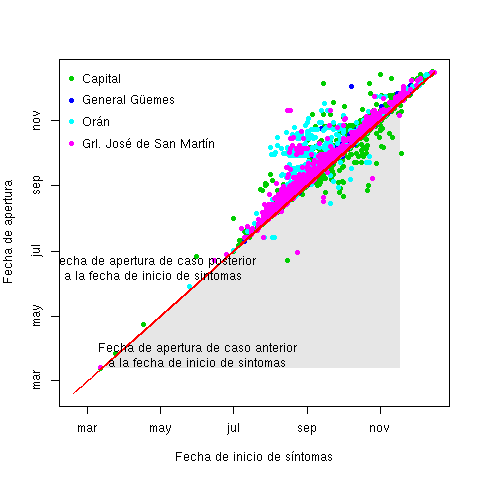 Capital
General Güemes
Orán
Grl. José de San Martín
Fecha de apertura
nov
sep
jul
may
mar
echa de apertura de caso posterior
a la fecha de inicio de sintomas
Fecha de apertura de caso anterior
a la fecha de inicio de sintomas
mar
may
jul
sep
nov
Fecha de inicio de síntomas